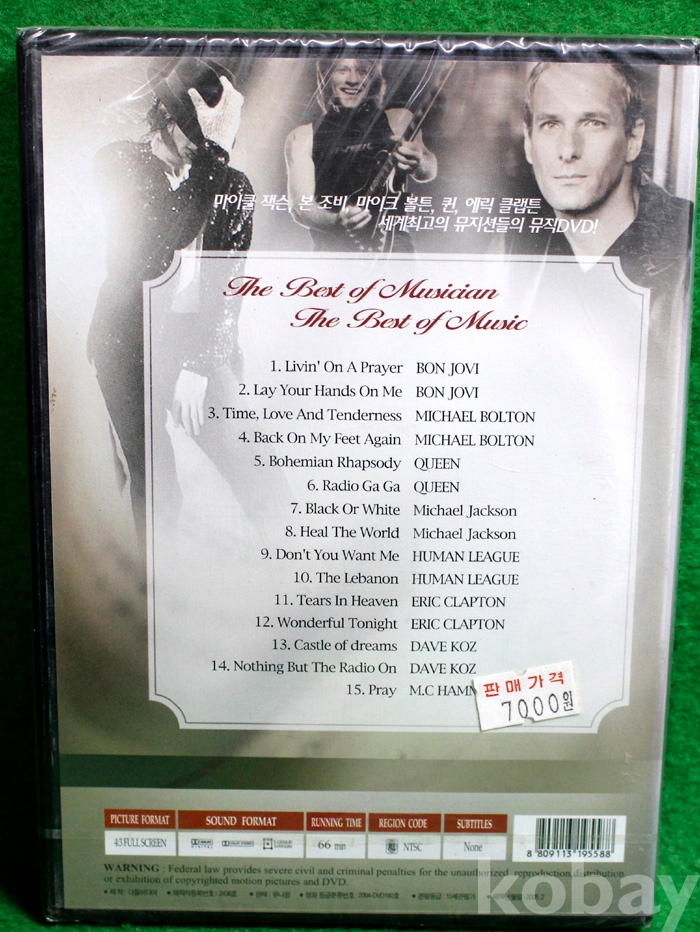 마이클 잭슨, 본 조비 마이크 볼튼, 퀸, 에릭 클랩튼
세계최고의 뮤지션들의 뮤직DVD!
The Best of Musician
The Best of Music
1. Livin' On A Prayer BON JOVI
2. Lay Your Hands On Me BON JOVI
3. Time, Love And Tenderness MICHAEL BOLTON
4. Back On My Feet Again MICHAEL BOLTON
5. Bohemian Rhapsody QUEEN
6. Radio Ga Ga QUEEN
7. Black Or White Michael Jackson
8. Heal The World Michael Jackson
9. Don't You Want Me HUMAN LEAGUE
10. The Lebanon HUMAN LEAGUE
11. Tears In Heaven ERIC CLAPTON
12. Wonderful Tonight ERIC CLAPTON
13. Castle of dreams DAVE KOZ
14. Nothing But The Radio On DAVE KOZ
15. Pray M.C HAMM
판매가격
7000원
PICTURE FORMAT SOUND FORMAT RUNNING TIME REGION CODE SUBTITLES
4:3 FULL SCREEN 66 min NTSC None
8 809113 195588
WARNING : Federal law provides severe civil and criminal penalties for the unauthorized reproduction, distribution
or exhibition of copyrighted motion pictures and DVD.
kobay